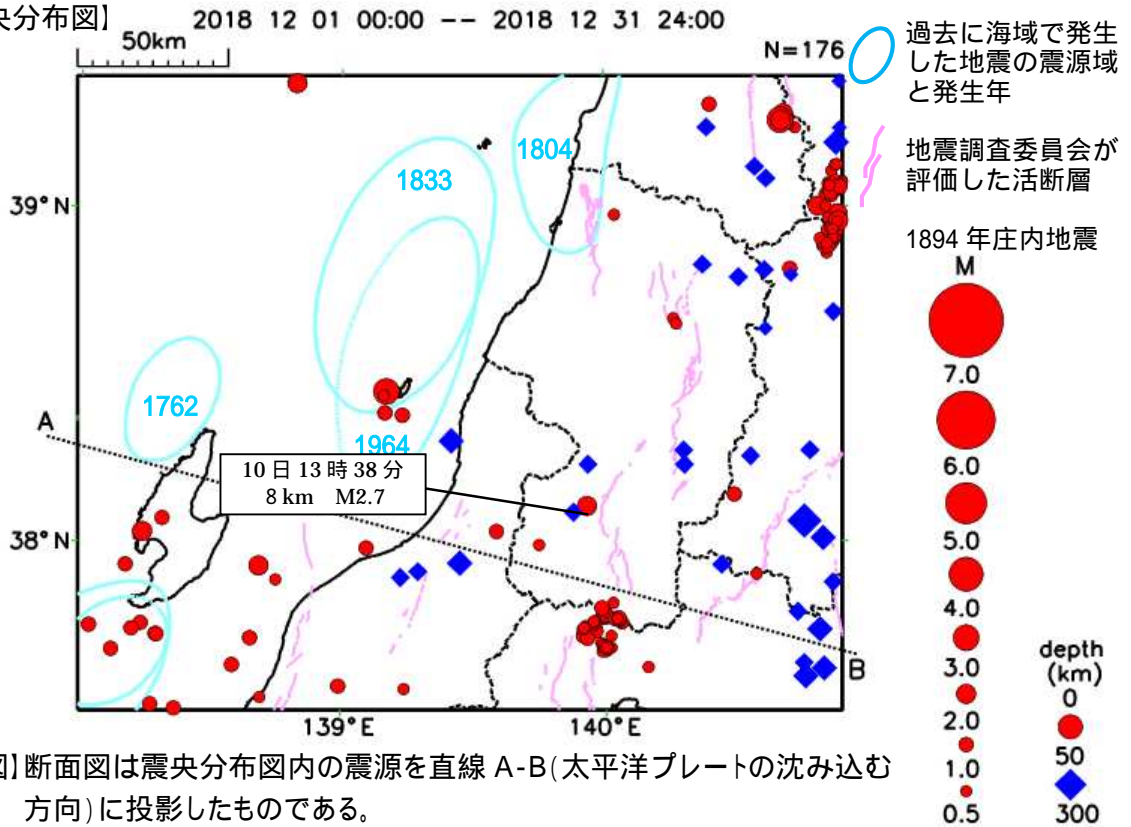 央分布図】
2018 12 01 00:00 -- 2018 12 31 24:00
50km
N=176
過去に海域で発生
した地震の震源域
と発生年
地震調査委員会が
評価した活断層
1894 年庄内地震
39°N
38°N
139°E
140°E
1804
1833
1762
1964
A
B
10 日 13 時 38 分
8 km M2.7
M
7.0
6.0
5.0
4.0
3.0
2.0
1.0
0.5
depth
(km)
0
50
300
図】断面図は震央分布図内の震源を直線 A-B(太平洋プレートの沈み込む
方向)に投影したものである。